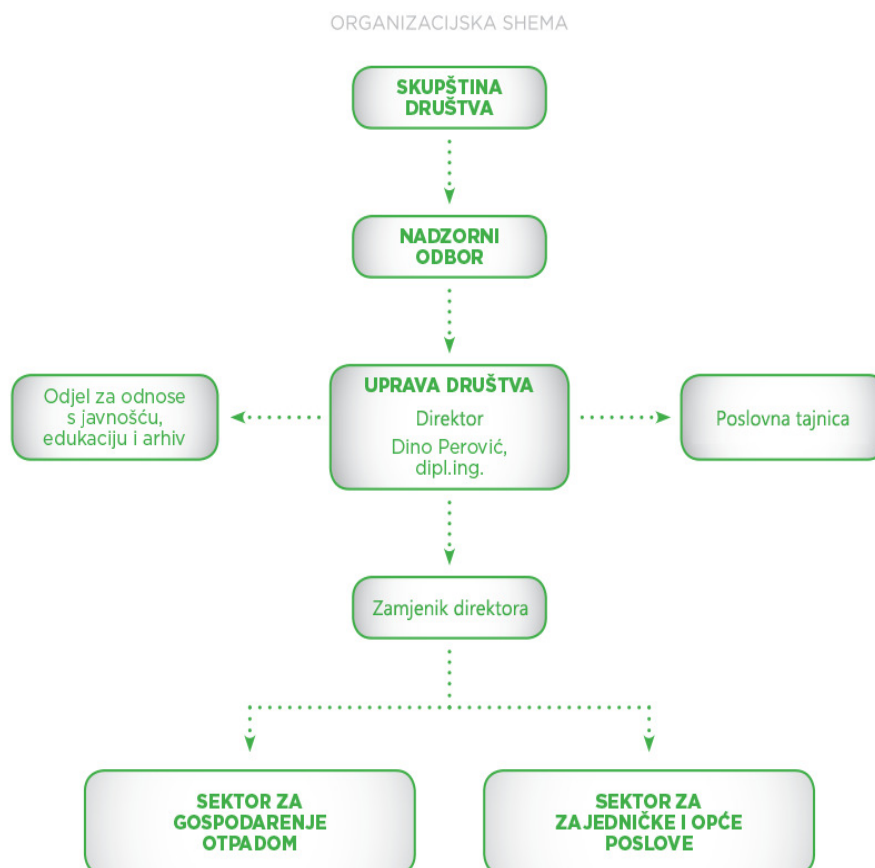 ORGANIZACIJSKA SHEMA
SKUPŠTINA
DRUŠTVA
NADZORNI
ODBOR
Odjel za odnose
s javnošću,
edukaciju i arhiv
UPRAVA DRUŠTVA
Direktor
Dino Perović,
dipl.ing.
Poslovna tajnica
Zamjenik direktora
SEKTOR ZA
GOSPODARENJE
OTPADOM
SEKTOR ZA
ZAJEDNIČKE I OPĆE
POSLOVE